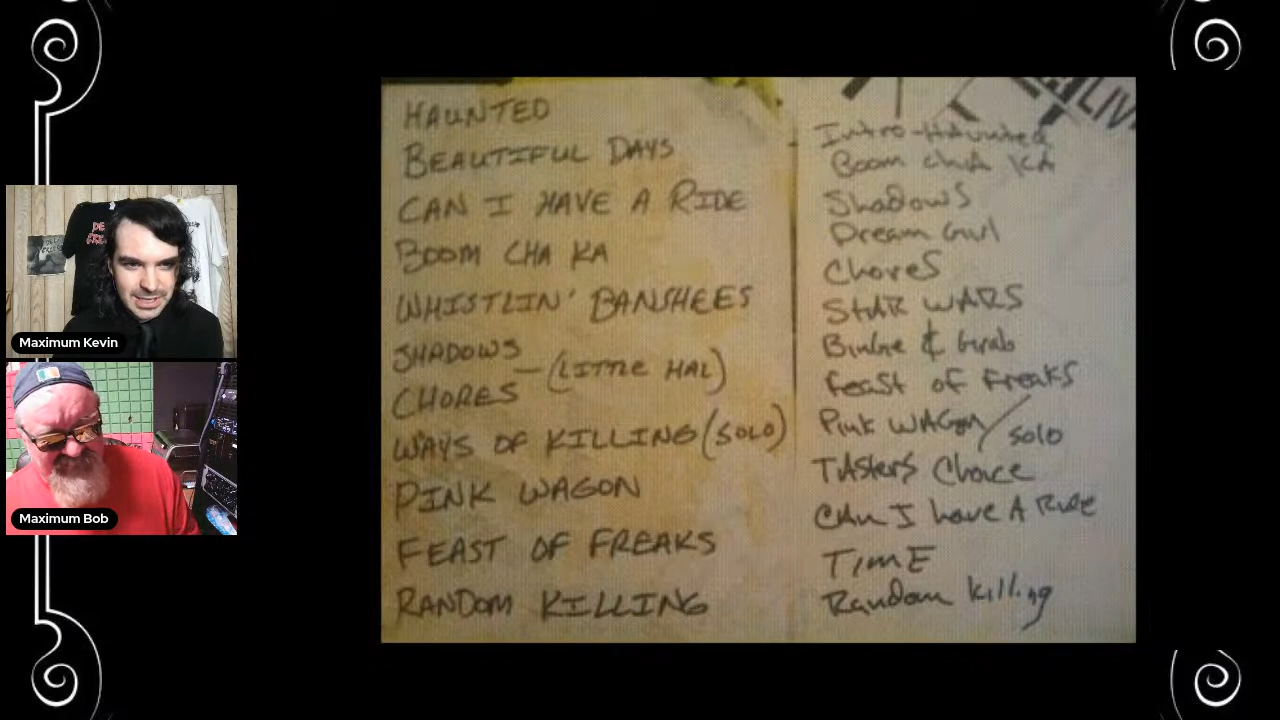 HAUNTED
BEAUTIFUL DAYS
CAN I HAVE A RIDE
BOOM CHA KA
WHISTLIN' BANSHEES
SHADOWS
—(LITTLE HAL)
CHORES
WAYS OF KILLING (SOLO)
PINK WAGON
FEAST OF FREAKS
RANDOM KILLING
LIV
Intro-Haunted
Boom chA KA
ShadowS
Dream Girl
ChoreS
StAR WARS
& Grab
feaSt of FreakS
Pink WAGon / Solo
TAsters Choice
CAn I have A Ride
TimE
Random killing
Maximum Kevin
Maximum Bob